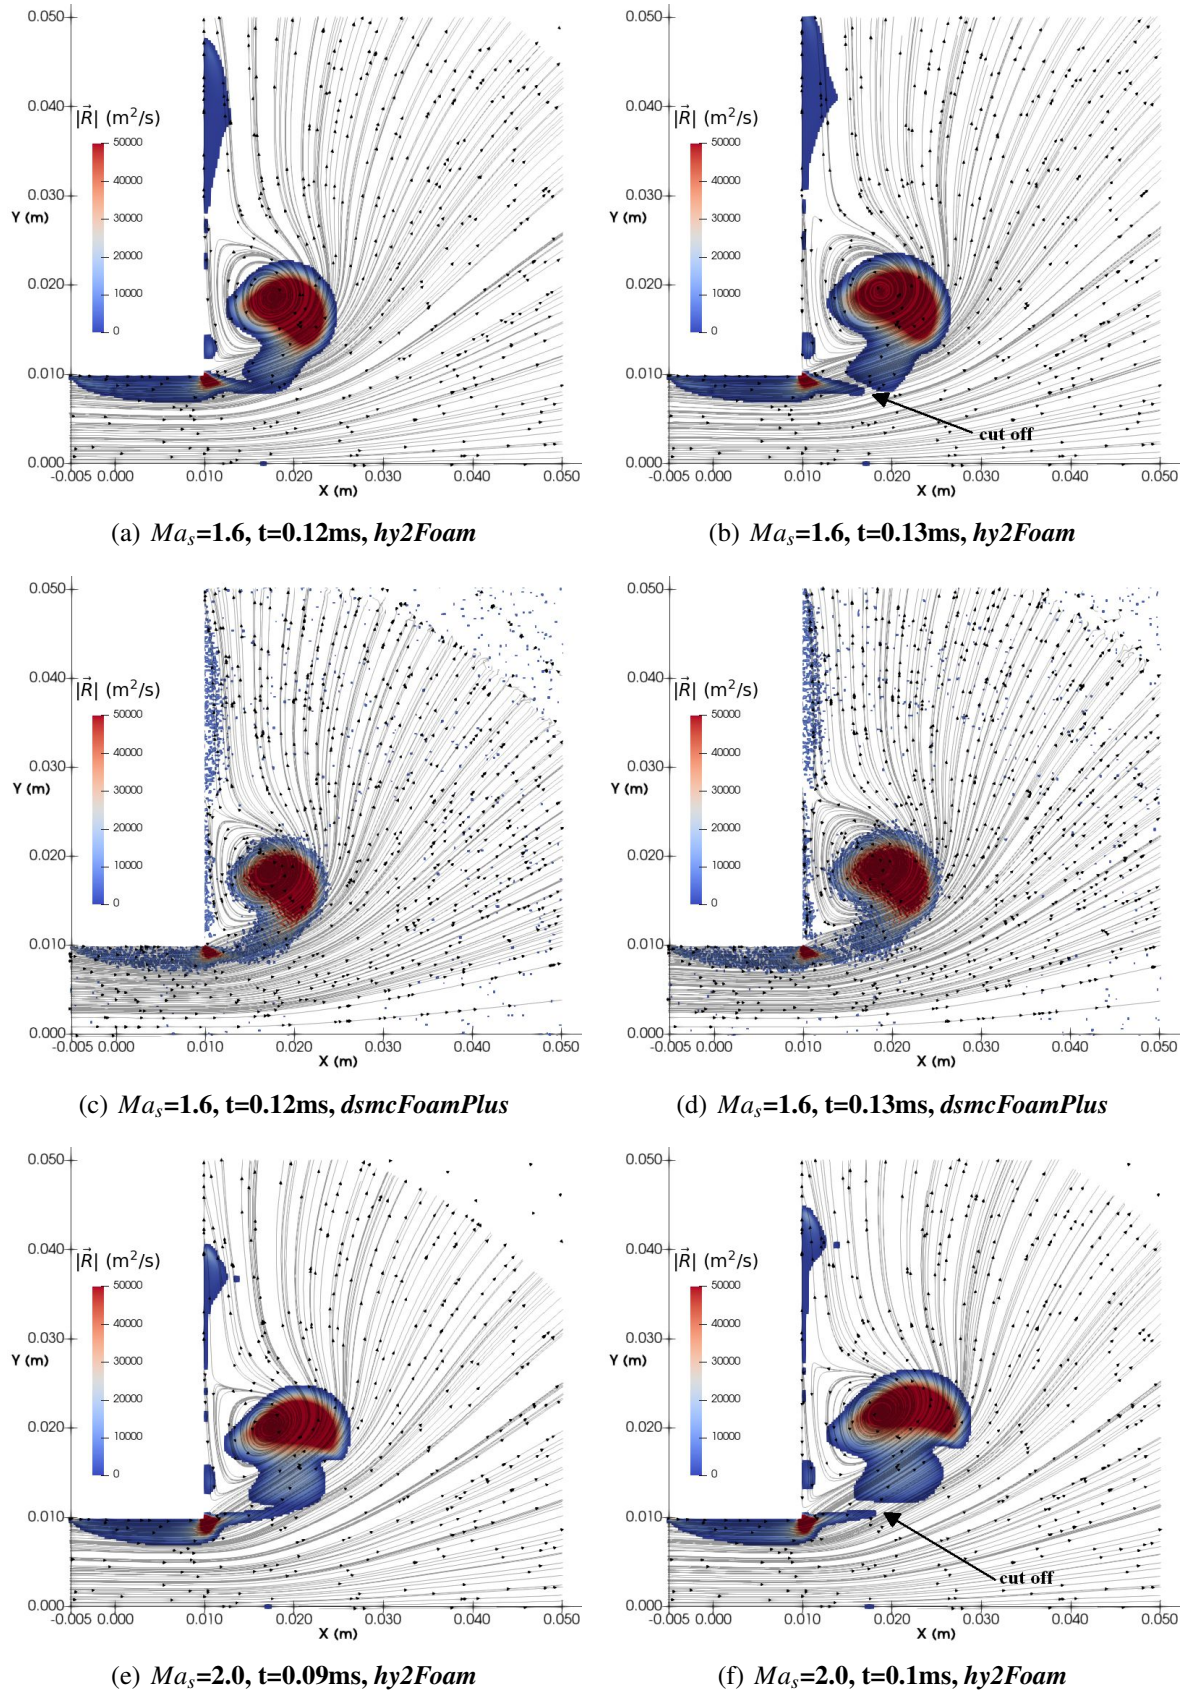 0.050
0.040
0.030
Y (m)
0.020
0.010
0.000
|R⃗| (m²/s)
50000
40000
30000
20000
10000
0
-0.005 0.000 0.010 0.020 0.030 0.040 0.050
X (m)
(a) Maₛ=1.6, t=0.12ms, hy2Foam
0.050
0.040
0.030
Y (m)
0.020
0.010
0.000
|R⃗| (m²/s)
50000
40000
30000
20000
10000
0
cut off
-0.005 0.000 0.010 0.020 0.030 0.040 0.050
X (m)
(b) Maₛ=1.6, t=0.13ms, hy2Foam
0.050
0.040
0.030
Y (m)
0.020
0.010
0.000
|R⃗| (m²/s)
50000
40000
30000
20000
10000
0
-0.005 0.000 0.010 0.020 0.030 0.040 0.050
X (m)
(c) Maₛ=1.6, t=0.12ms, dsmcFoamPlus
0.050
0.040
0.030
Y (m)
0.020
0.010
0.000
|R⃗| (m²/s)
50000
40000
30000
20000
10000
0
-0.005 0.000 0.010 0.020 0.030 0.040 0.050
X (m)
(d) Maₛ=1.6, t=0.13ms, dsmcFoamPlus
0.050
0.040
0.030
Y (m)
0.020
0.010
0.000
|R⃗| (m²/s)
50000
40000
30000
20000
10000
0
-0.005 0.000 0.010 0.020 0.030 0.040 0.050
X (m)
(e) Maₛ=2.0, t=0.09ms, hy2Foam
0.050
0.040
0.030
Y (m)
0.020
0.010
0.000
|R⃗| (m²/s)
50000
40000
30000
20000
10000
0
cut off
-0.005 0.000 0.010 0.020 0.030 0.040 0.050
X (m)
(f) Maₛ=2.0, t=0.1ms, hy2Foam